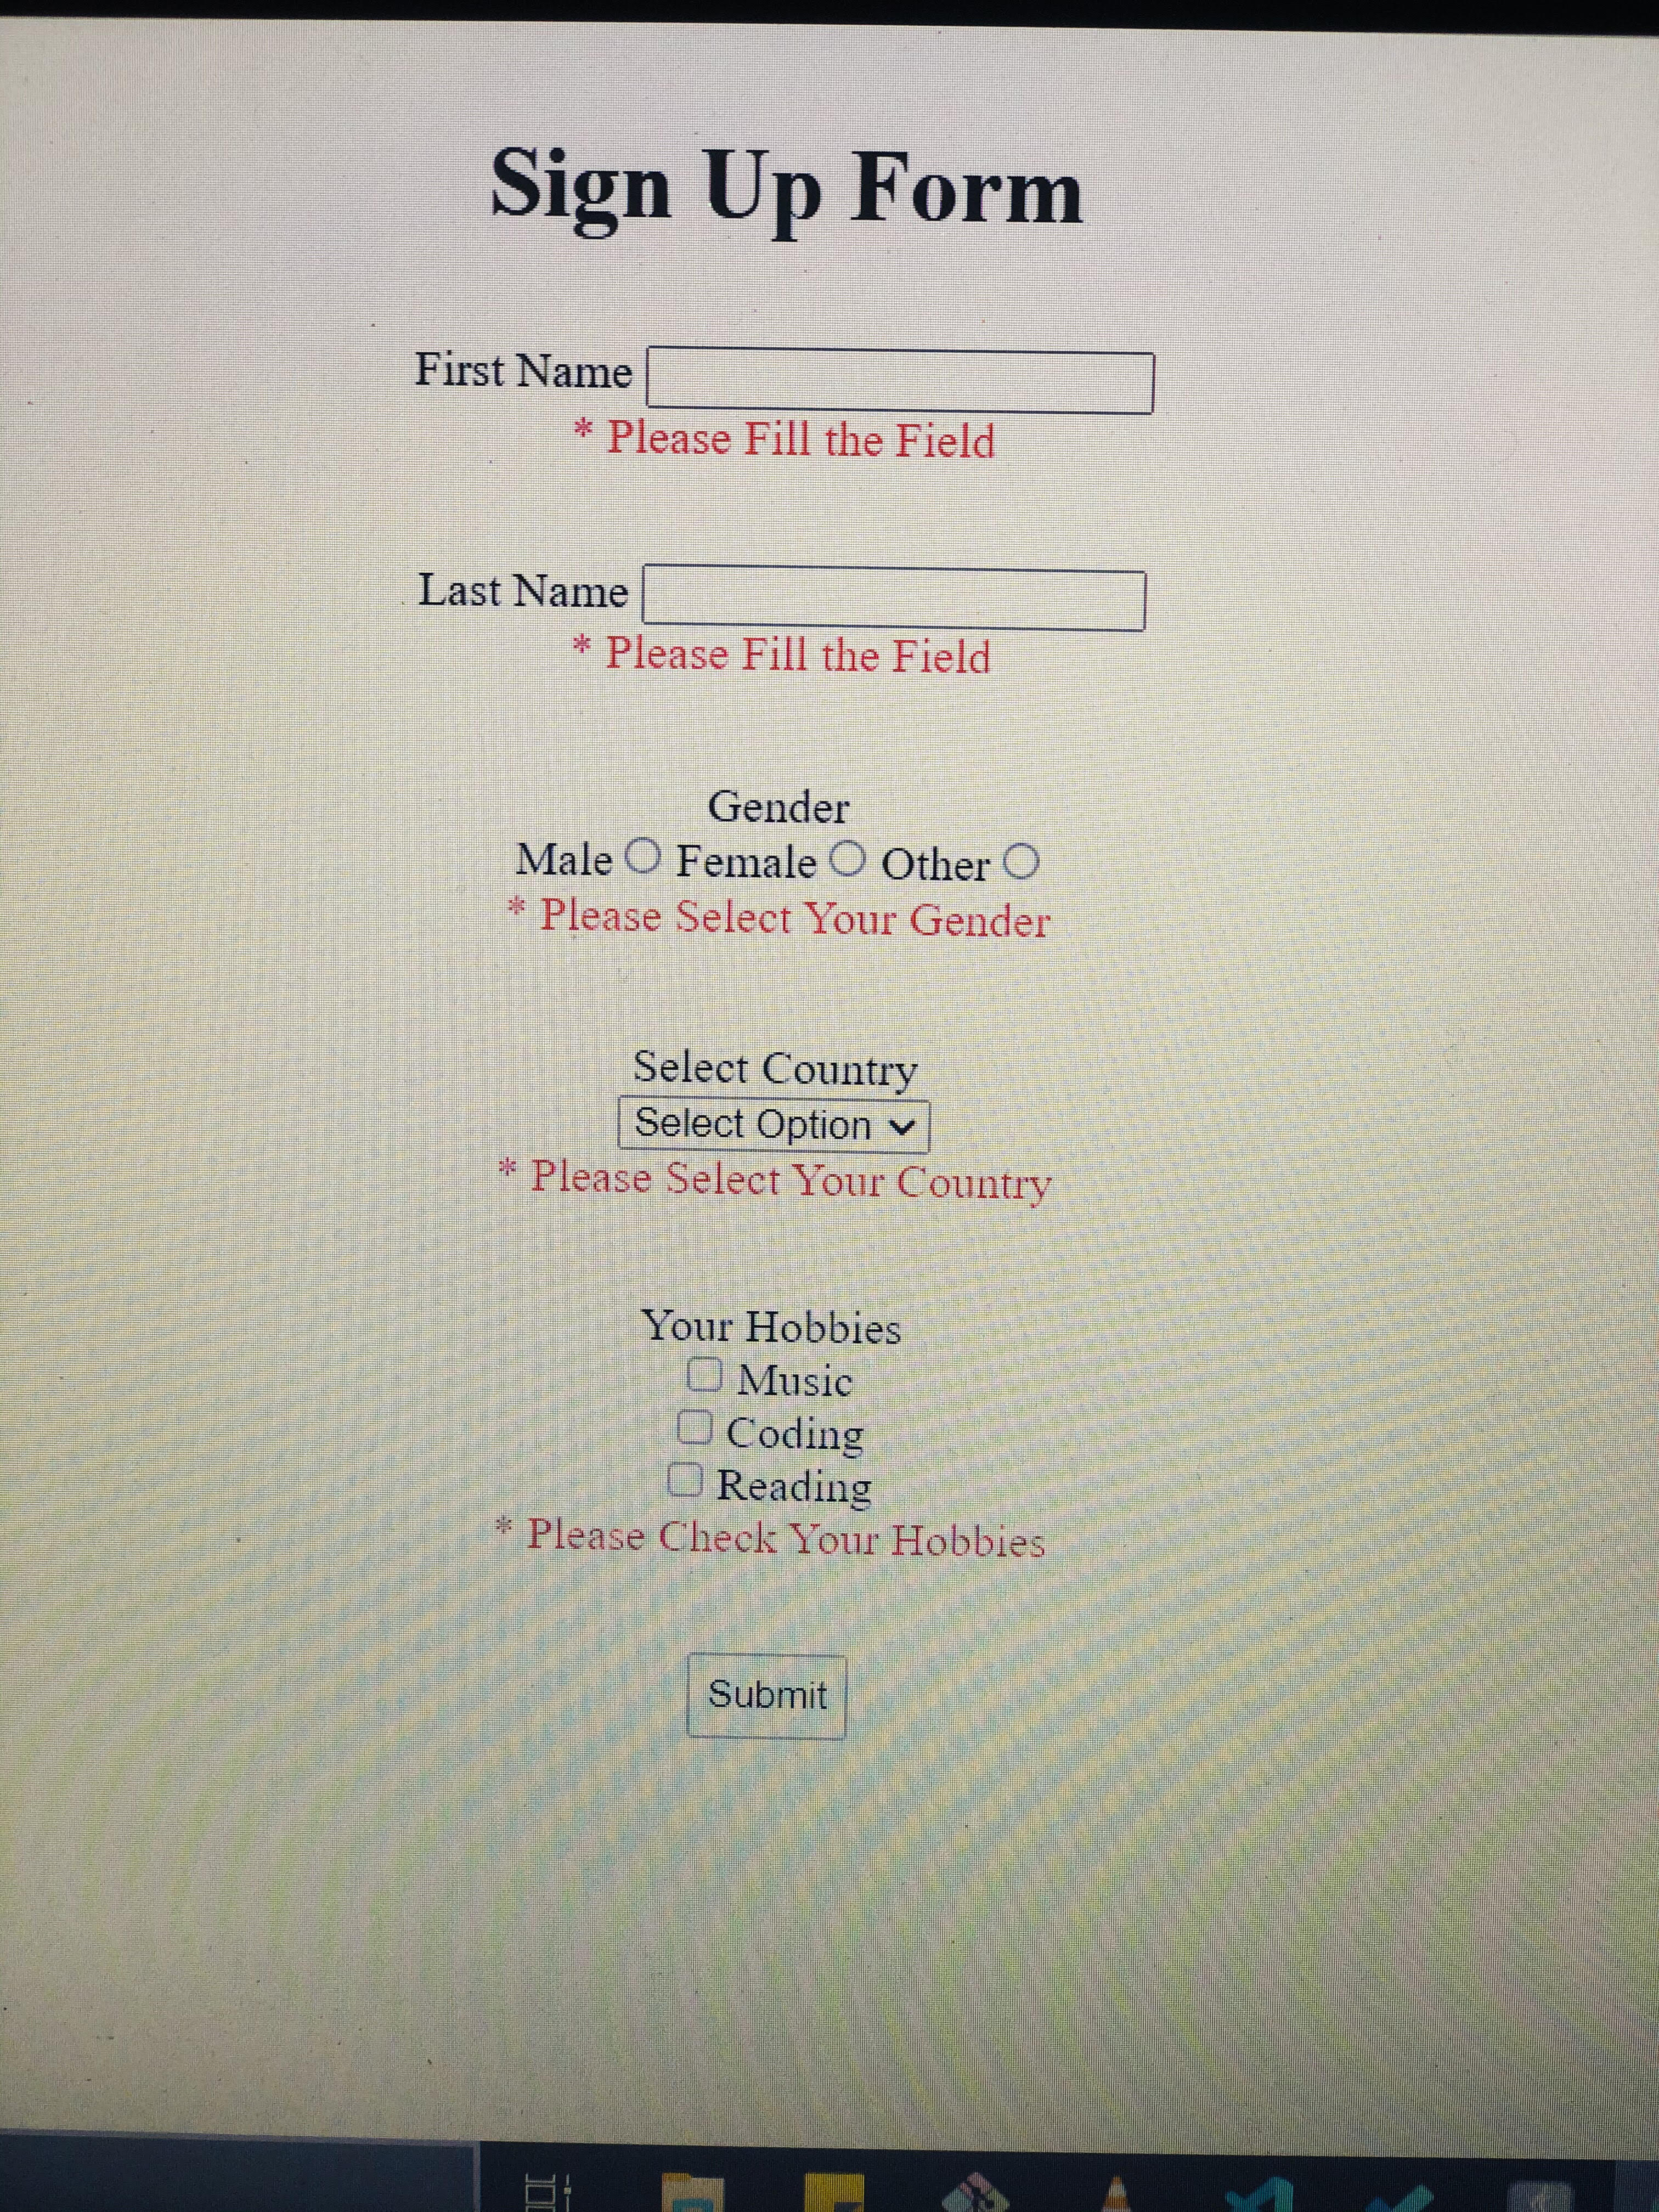 Sign Up Form
First Name
* Please Fill the Field
Last Name
* Please Fill the Field
Gender
Male Female Other
* Please Select Your Gender
Select Country
Select Option
* Please Select Your Country
Your Hobbies
Music
Coding
Reading
* Please Check Your Hobbies
Submit